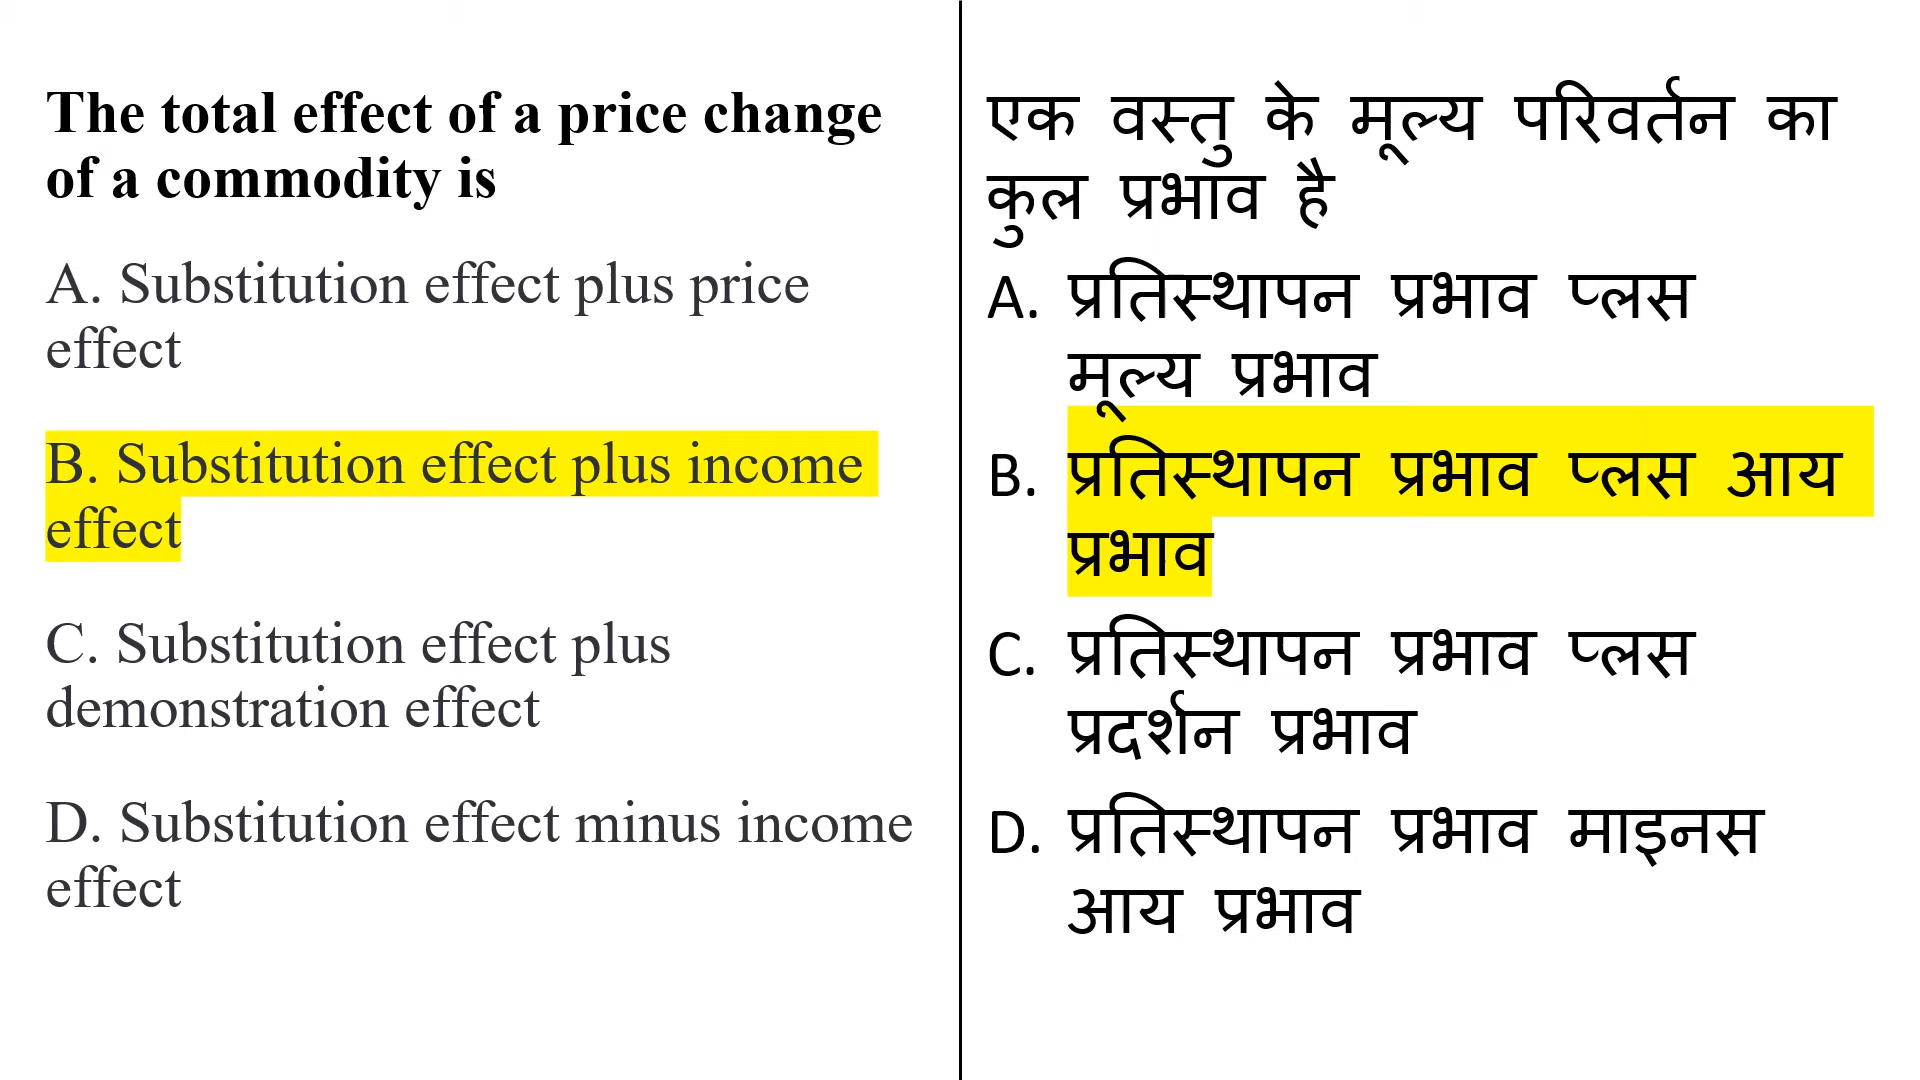 The total effect of a price change
of a commodity is
A. Substitution effect plus price
effect
B. Substitution effect plus income
effect
C. Substitution effect plus
demonstration effect
D. Substitution effect minus income
effect
एक वस्तु के मूल्य परिवर्तन का
कुल प्रभाव है
A. प्रतिस्थापन प्रभाव प्लस
मूल्य प्रभाव
B. प्रतिस्थापन प्रभाव प्लस आय
प्रभाव
C. प्रतिस्थापन प्रभाव प्लस
प्रदर्शन प्रभाव
D. प्रतिस्थापन प्रभाव माइनस
आय प्रभाव